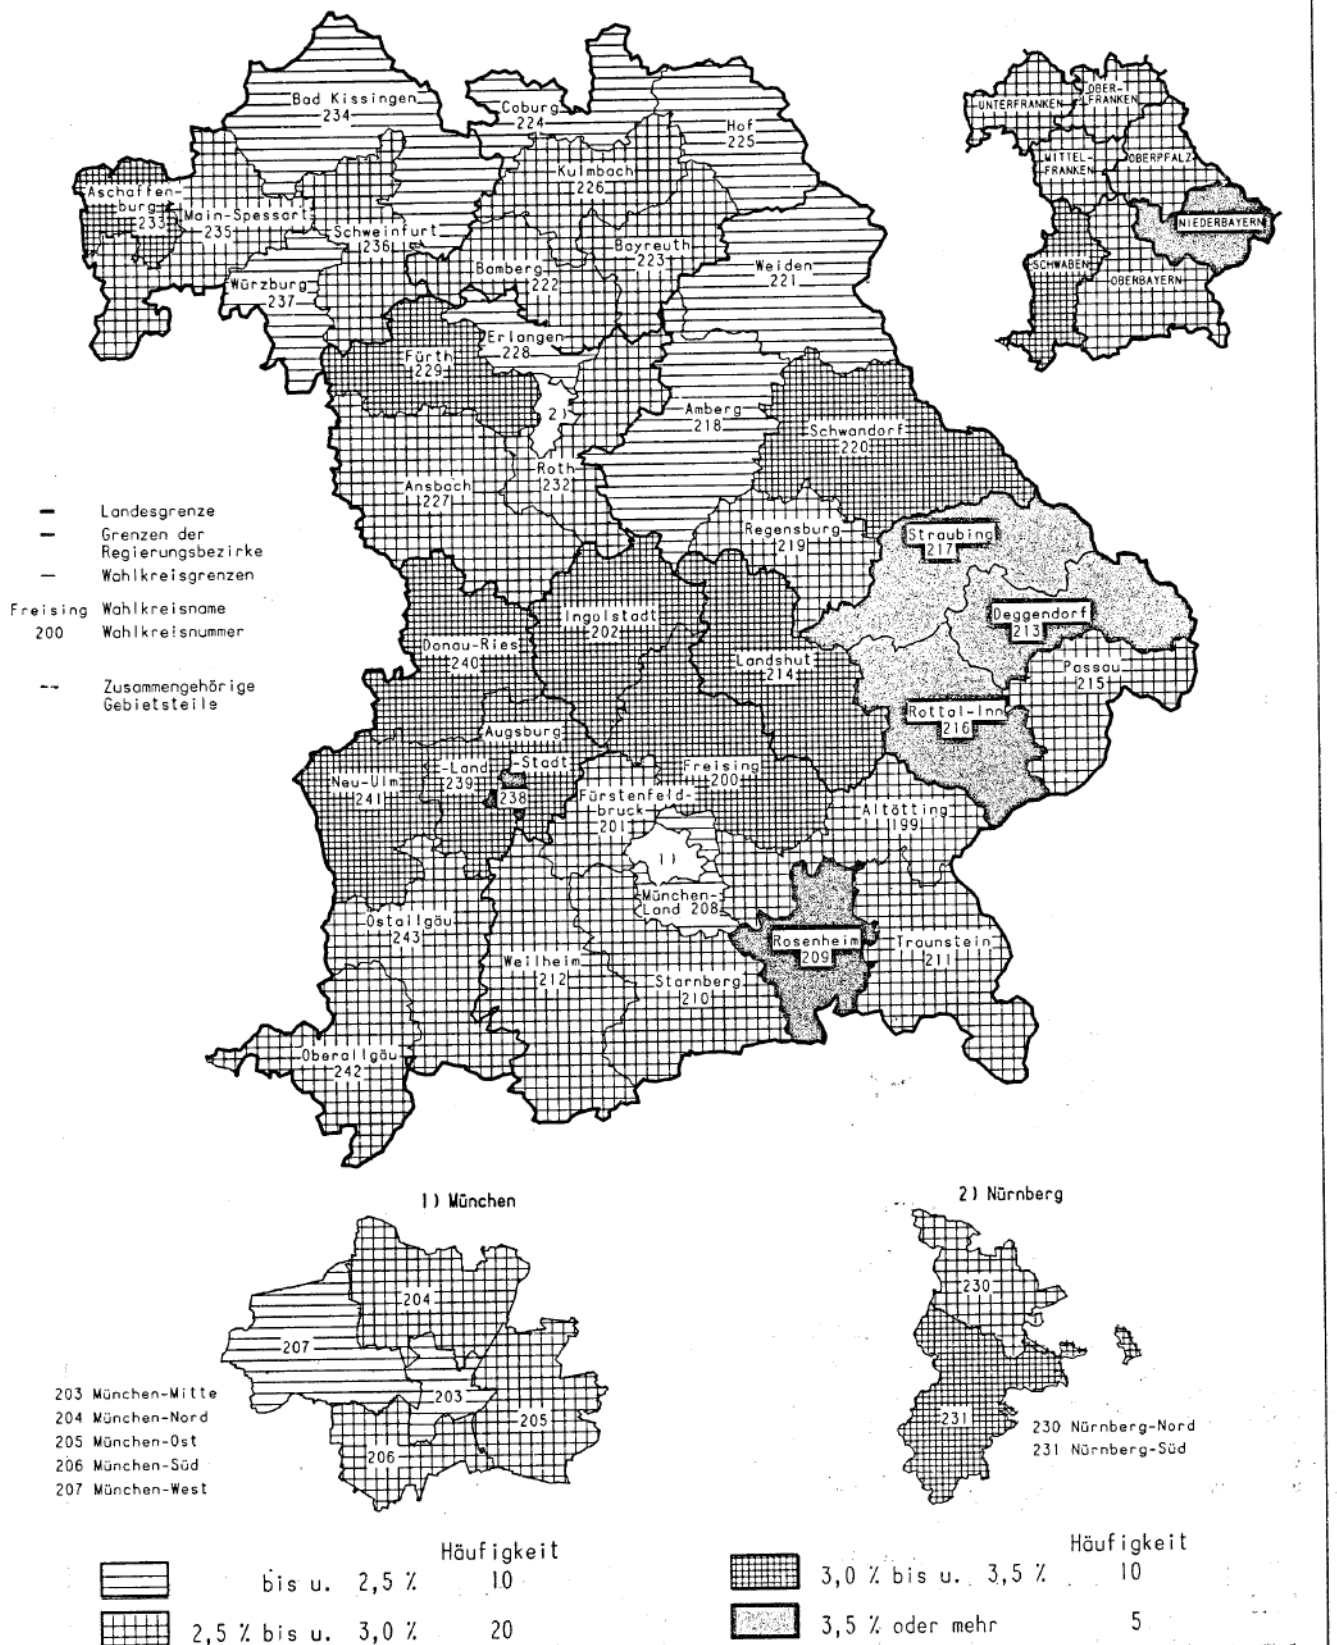 Bad Kissingen
234
Coburg
224
Hof
225
Kulmbach
226
Aschaffen-
burg
233
Main-Spessart
235
Schweinfurt
236
Bayreuth
223
Bamberg
222
Würzburg
237
Weiden
221
Erlangen
228
Fürth
229
2)
Amberg
218
Schwandorf
220
Ansbach
227
Roth
232
Regensburg
219
Straubing
217
Deggendorf
213
Ingolstadt
202
Donau-Ries
240
Landshut
214
Passau
215
Rottal-Inn
216
Augsburg
-Land
239
-Stadt
238
Neu-Ulm
241
Freising
200
Fürstenfeld-
bruck
201
Altötting
199
1)
München-
Land 208
Ostallgäu
243
Weilheim
212
Starnberg
210
Rosenheim
209
Traunstein
211
Oberallgäu
242
UNTERFRANKEN
OBER-
FRANKEN
MITTEL-
FRANKEN
OBERPFALZ
NIEDERBAYERN
SCHWABEN
OBERBAYERN
Landesgrenze
Grenzen der
Regierungsbezirke
Wahlkreisgrenzen
Freising Wahlkreisname
200 Wahlkreisnummer
Zusammengehörige
Gebietsteile
1) München
204
207
203
205
206
203 München-Mitte
204 München-Nord
205 München-Ost
206 München-Süd
207 München-West
2) Nürnberg
230
231
230 Nürnberg-Nord
231 Nürnberg-Süd
Häufigkeit
bis u. 2,5 % 10
2,5 % bis u. 3,0 % 20
Häufigkeit
3,0 % bis u. 3,5 % 10
3,5 % oder mehr 5